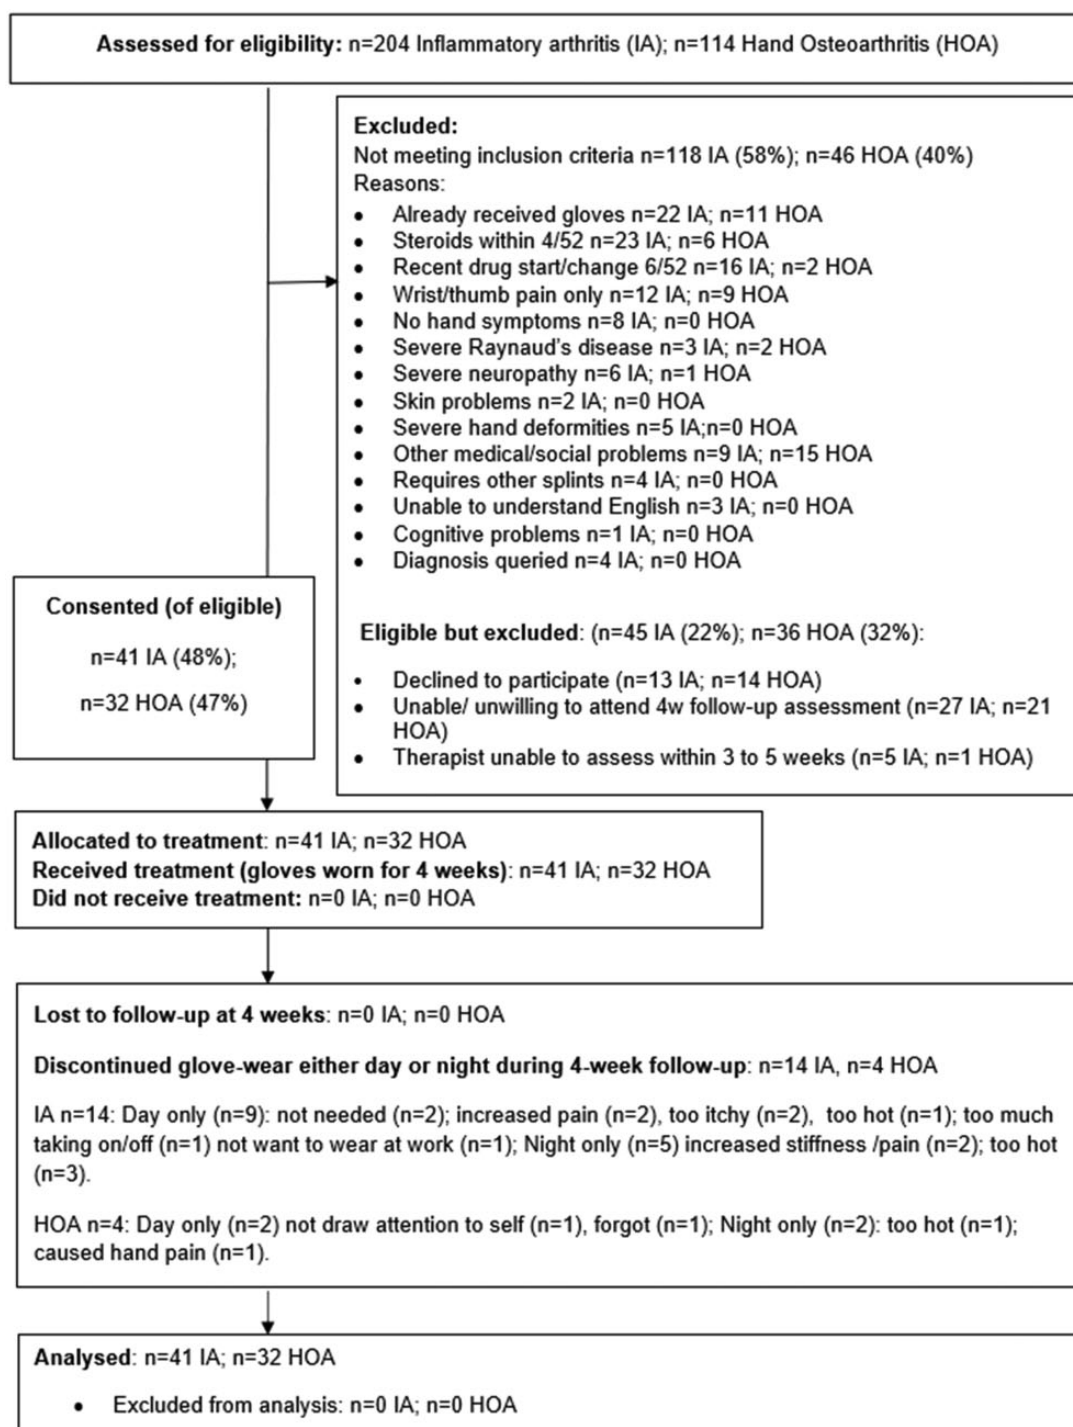 Assessed for eligibility: n=204 Inflammatory arthritis (IA); n=114 Hand Osteoarthritis (HOA)
Excluded:
Not meeting inclusion criteria n=118 IA (58%); n=46 HOA (40%)
Reasons:
• Already received gloves n=22 IA; n=11 HOA
• Steroids within 4/52 n=23 IA; n=6 HOA
• Recent drug start/change 6/52 n=16 IA; n=2 HOA
• Wrist/thumb pain only n=12 IA; n=9 HOA
• No hand symptoms n=8 IA; n=0 HOA
• Severe Raynaud's disease n=3 IA; n=2 HOA
• Severe neuropathy n=6 IA; n=1 HOA
• Skin problems n=2 IA; n=0 HOA
• Severe hand deformities n=5 IA;n=0 HOA
• Other medical/social problems n=9 IA; n=15 HOA
• Requires other splints n=4 IA; n=0 HOA
• Unable to understand English n=3 IA; n=0 HOA
• Cognitive problems n=1 IA; n=0 HOA
• Diagnosis queried n=4 IA; n=0 HOA
Eligible but excluded: (n=45 IA (22%); n=36 HOA (32%):
• Declined to participate (n=13 IA; n=14 HOA)
• Unable/ unwilling to attend 4w follow-up assessment (n=27 IA; n=21
HOA)
• Therapist unable to assess within 3 to 5 weeks (n=5 IA; n=1 HOA)
Consented (of eligible)
n=41 IA (48%);
n=32 HOA (47%)
Allocated to treatment: n=41 IA; n=32 HOA
Received treatment (gloves worn for 4 weeks): n=41 IA; n=32 HOA
Did not receive treatment: n=0 IA; n=0 HOA
Lost to follow-up at 4 weeks: n=0 IA; n=0 HOA
Discontinued glove-wear either day or night during 4-week follow-up: n=14 IA, n=4 HOA
IA n=14: Day only (n=9): not needed (n=2); increased pain (n=2), too itchy (n=2), too hot (n=1); too much
taking on/off (n=1) not want to wear at work (n=1); Night only (n=5) increased stiffness /pain (n=2); too hot
(n=3).
HOA n=4: Day only (n=2) not draw attention to self (n=1), forgot (n=1); Night only (n=2): too hot (n=1);
caused hand pain (n=1).
Analysed: n=41 IA; n=32 HOA
• Excluded from analysis: n=0 IA; n=0 HOA